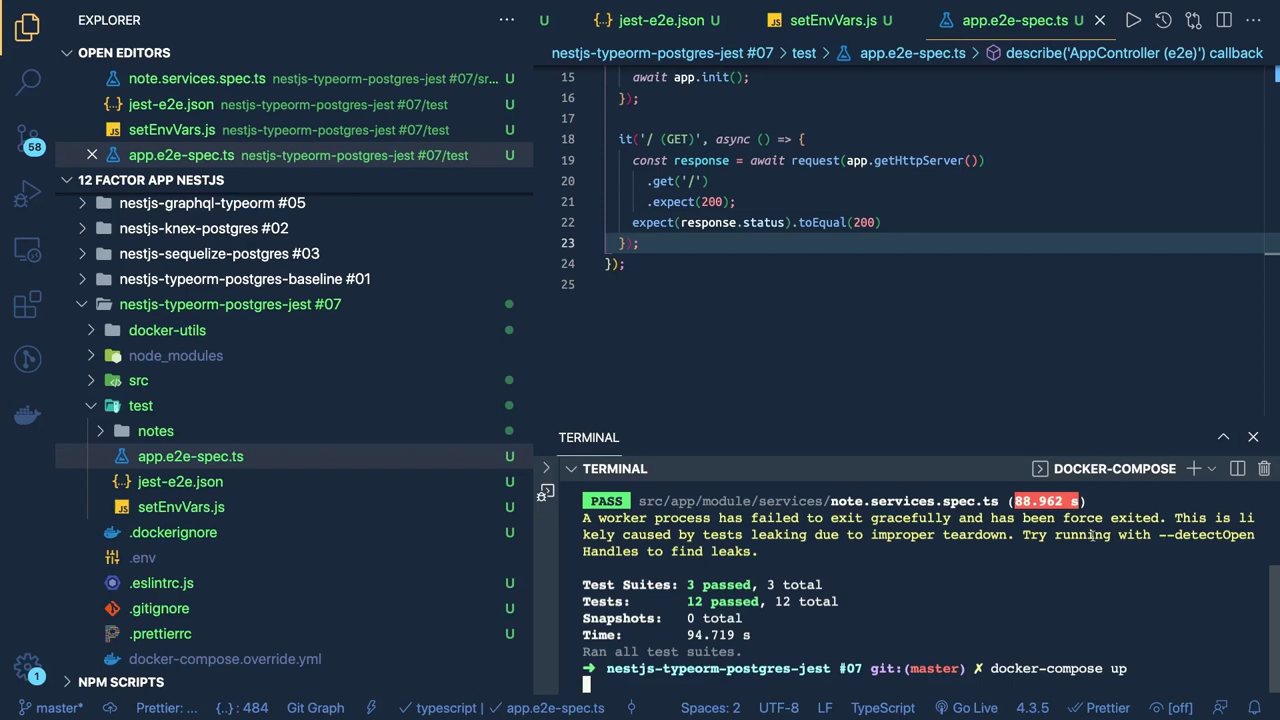 EXPLORER
OPEN EDITORS
note.services.spec.ts nestjs-typeorm-postgres-jest #07/sr... U
jest-e2e.json nestjs-typeorm-postgres-jest #07/test U
JS setEnvVars.js nestjs-typeorm-postgres-jest #07/test U
app.e2e-spec.ts nestjs-typeorm-postgres-jest #07/test U
58
12 FACTOR APP NESTJS
nestjs-graphql-typeorm #05
nestjs-knex-postgres #02
nestjs-sequelize-postgres #03
nestjs-typeorm-postgres-baseline #01
nestjs-typeorm-postgres-jest #07
docker-utils
node_modules
src
test
notes
app.e2e-spec.ts U
jest-e2e.json U
JS setEnvVars.js U
.dockerignore U
.env
.eslintrc.js U
.gitignore U
.prettierrc U
docker-compose.override.yml
1
NPM SCRIPTS
U jest-e2e.json U JS setEnvVars.js U app.e2e-spec.ts U
nestjs-typeorm-postgres-jest #07 > test > app.e2e-spec.ts > describe('AppController (e2e)') callback
15 await app.init();
16 });
17
18 it('/ (GET)', async () => {
19 const response = await request(app.getHttpServer())
20 .get('/')
21 .expect(200);
22 expect(response.status).toEqual(200)
23 });
24 });
25
TERMINAL
TERMINAL DOCKER-COMPOSE
PASS src/app/module/services/note.services.spec.ts (88.962 s)
A worker process has failed to exit gracefully and has been force exited. This is li
kely caused by tests leaking due to improper teardown. Try running with --detectOpen
Handles to find leaks.
Test Suites: 3 passed, 3 total
Tests: 12 passed, 12 total
Snapshots: 0 total
Time: 94.719 s
Ran all test suites.
➜ nestjs-typeorm-postgres-jest #07 git:(master) ✗ docker-compose up
master* Prettier: ... {..} : 484 Git Graph ✓ typescript | ✓ app.e2e-spec.ts Spaces: 2 UTF-8 LF TypeScript Go Live 4.3.5 ✓ Prettier [off]